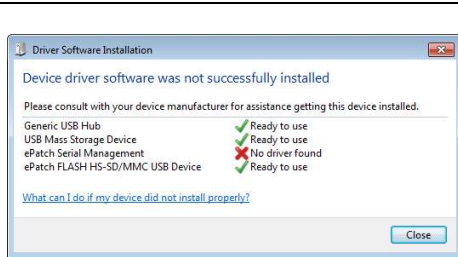 Driver Software Installation
Device driver software was not successfully installed
Please consult with your device manufacturer for assistance getting this device installed.
Generic USB Hub Ready to use
USB Mass Storage Device Ready to use
ePatch Serial Management No driver found
ePatch FLASH HS-SD/MMC USB Device Ready to use
What can I do if my device did not install properly?
Close